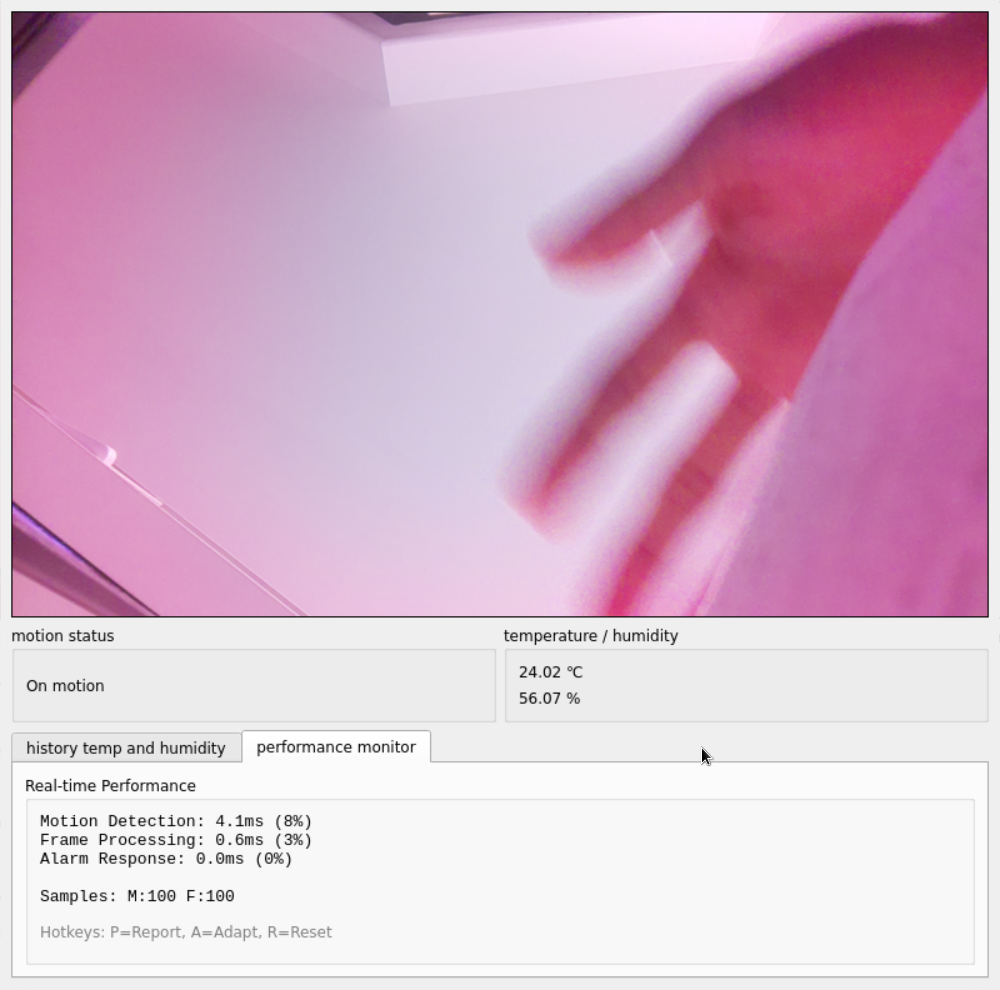 motion status
temperature / humidity
On motion
24.02 ℃
56.07 %
history temp and humidity
performance monitor
Real-time Performance
Motion Detection: 4.1ms (8%)
Frame Processing: 0.6ms (3%)
Alarm Response: 0.0ms (0%)
Samples: M:100 F:100
Hotkeys: P=Report, A=Adapt, R=Reset